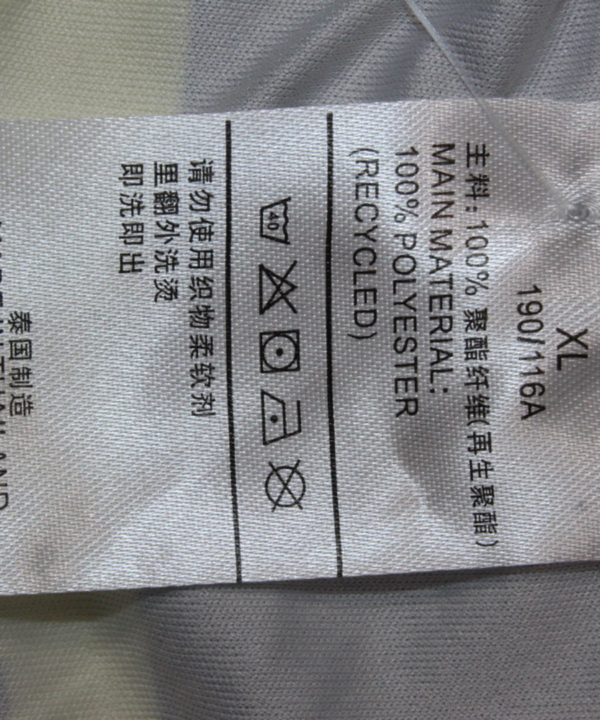 XL
190/116A
主料: 100% 聚酯纤维(再生聚酯)
MAIN MATERIAL:
100% POLYESTER
(RECYCLED)
40
请勿使用织物柔软剂
里翻外洗烫
即洗即出
泰国制造